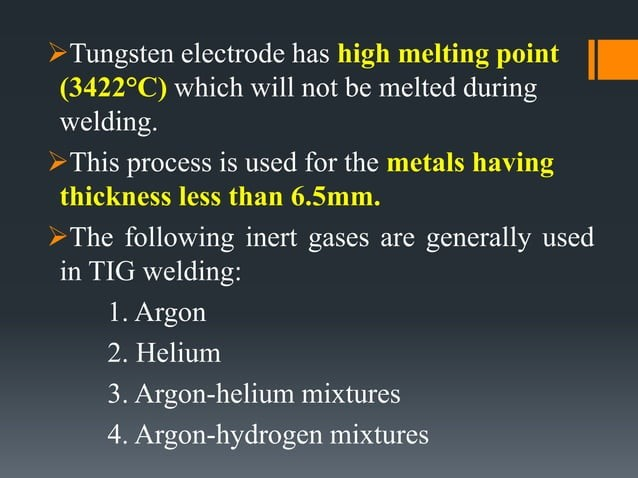 ➢Tungsten electrode has high melting point
(3422°C) which will not be melted during
welding.
➢This process is used for the metals having
thickness less than 6.5mm.
➢The following inert gases are generally used
in TIG welding:
1. Argon
2. Helium
3. Argon-helium mixtures
4. Argon-hydrogen mixtures